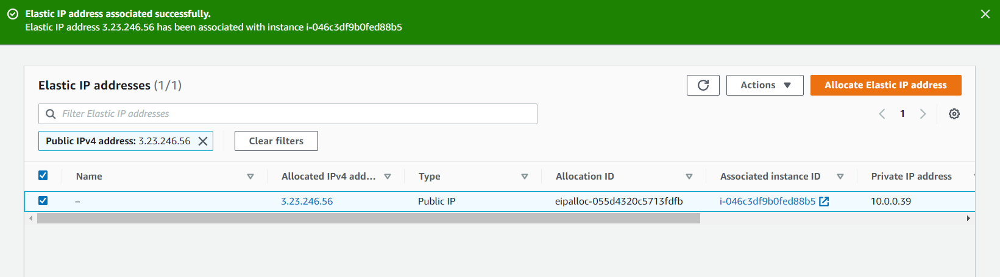 Elastic IP address associated successfully.
Elastic IP address 3.23.246.56 has been associated with instance i-046c3df9b0fed88b5
Elastic IP addresses (1/1)
Actions
Allocate Elastic IP address
Filter Elastic IP addresses
1
Public IPv4 address: 3.23.246.56
Clear filters
Name Allocated IPv4 add... Type Allocation ID Associated instance ID Private IP address
– 3.23.246.56 Public IP eipalloc-055d4320c5713fdfb i-046c3df9b0fed88b5 10.0.0.39